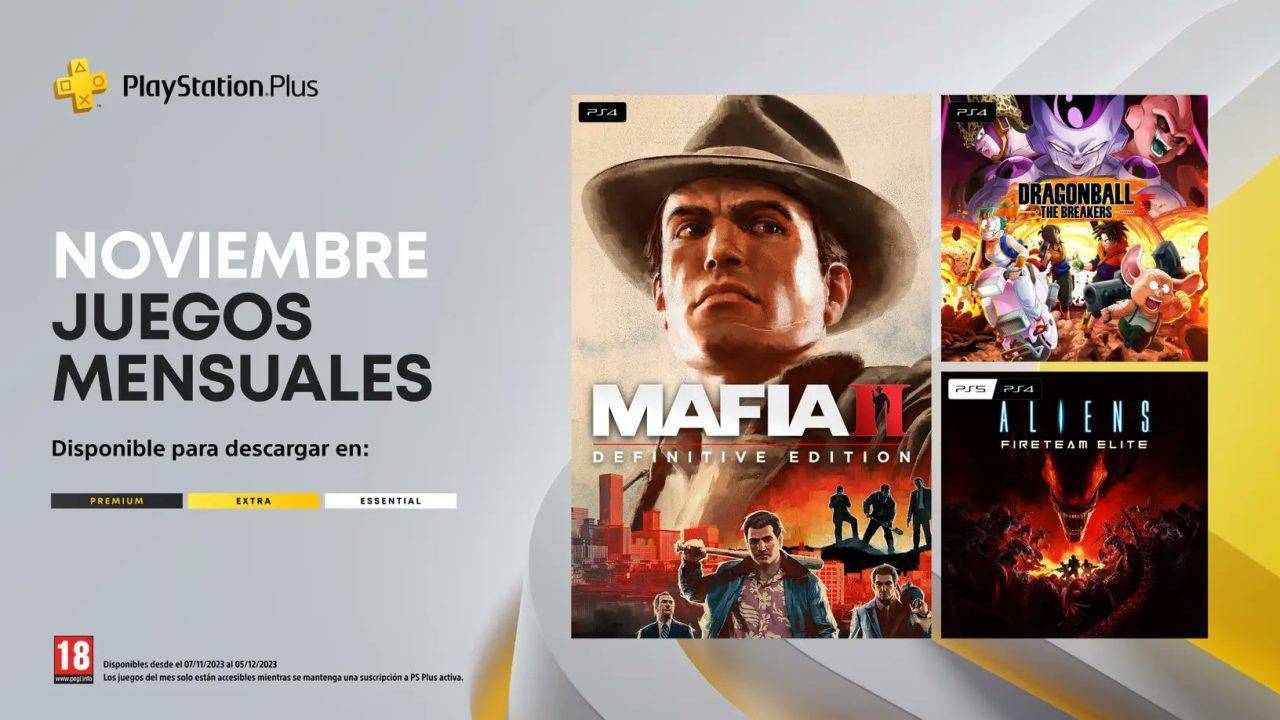 PlayStation Plus
NOVIEMBRE
JUEGOS
MENSUALES
Disponible para descargar en:
PREMIUM
EXTRA
ESSENTIAL
18
www.pegi.info
Disponibles desde el 07/11/2023 al 05/12/2023
Los juegos del mes solo están accesibles mientras se mantenga una suscripción a PS Plus activa.
PS4
MAFIA II
DEFINITIVE EDITION
PS4
DRAGONBALL
THE BREAKERS
PS5 PS4
ALIENS
FIRETEAM ELITE